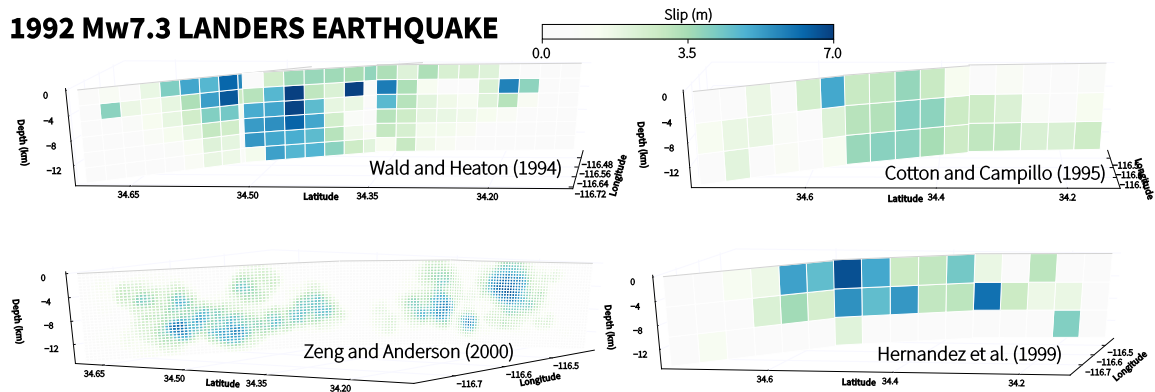 1992 Mw7.3 LANDERS EARTHQUAKE
Slip (m)
0.0 3.5 7.0
0
−4
−8
−12
Depth (km)
Wald and Heaton (1994)
34.65 34.50 34.35 34.20
Latitude
−116.48
−116.56
−116.64
−116.72
Longitude
0
−4
−8
−12
Depth (km)
Cotton and Campillo (1995)
34.6 34.4 34.2
Latitude
Longitude
0
−4
−8
−12
Depth (km)
Zeng and Anderson (2000)
34.65 34.50 34.35 34.20
Latitude
−116.7 −116.6 −116.5
Longitude
0
−4
−8
−12
Depth (km)
Hernandez et al. (1999)
34.6 34.4 34.2
Latitude
−116.5
−116.6
−116.7
Longitude